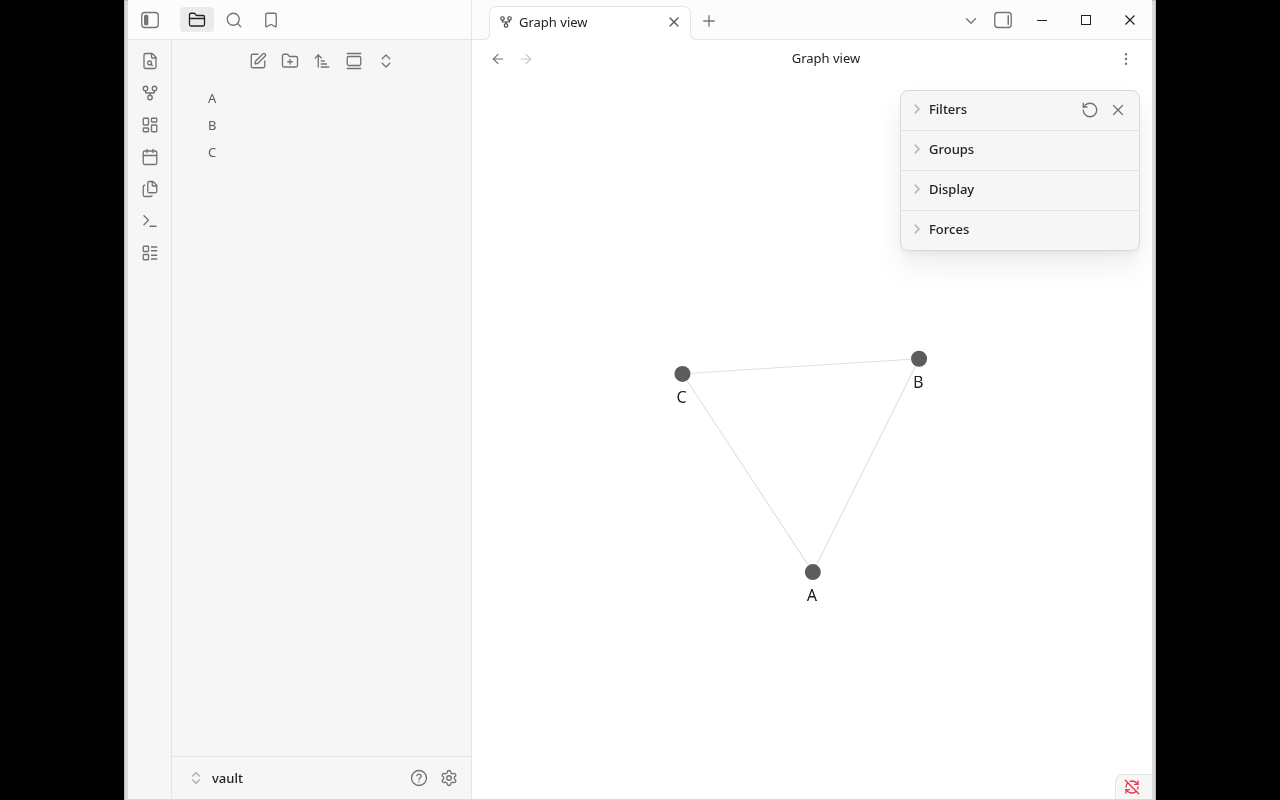 Graph view
Graph view
A
B
C
Filters
Groups
Display
Forces
B
C
A
vault